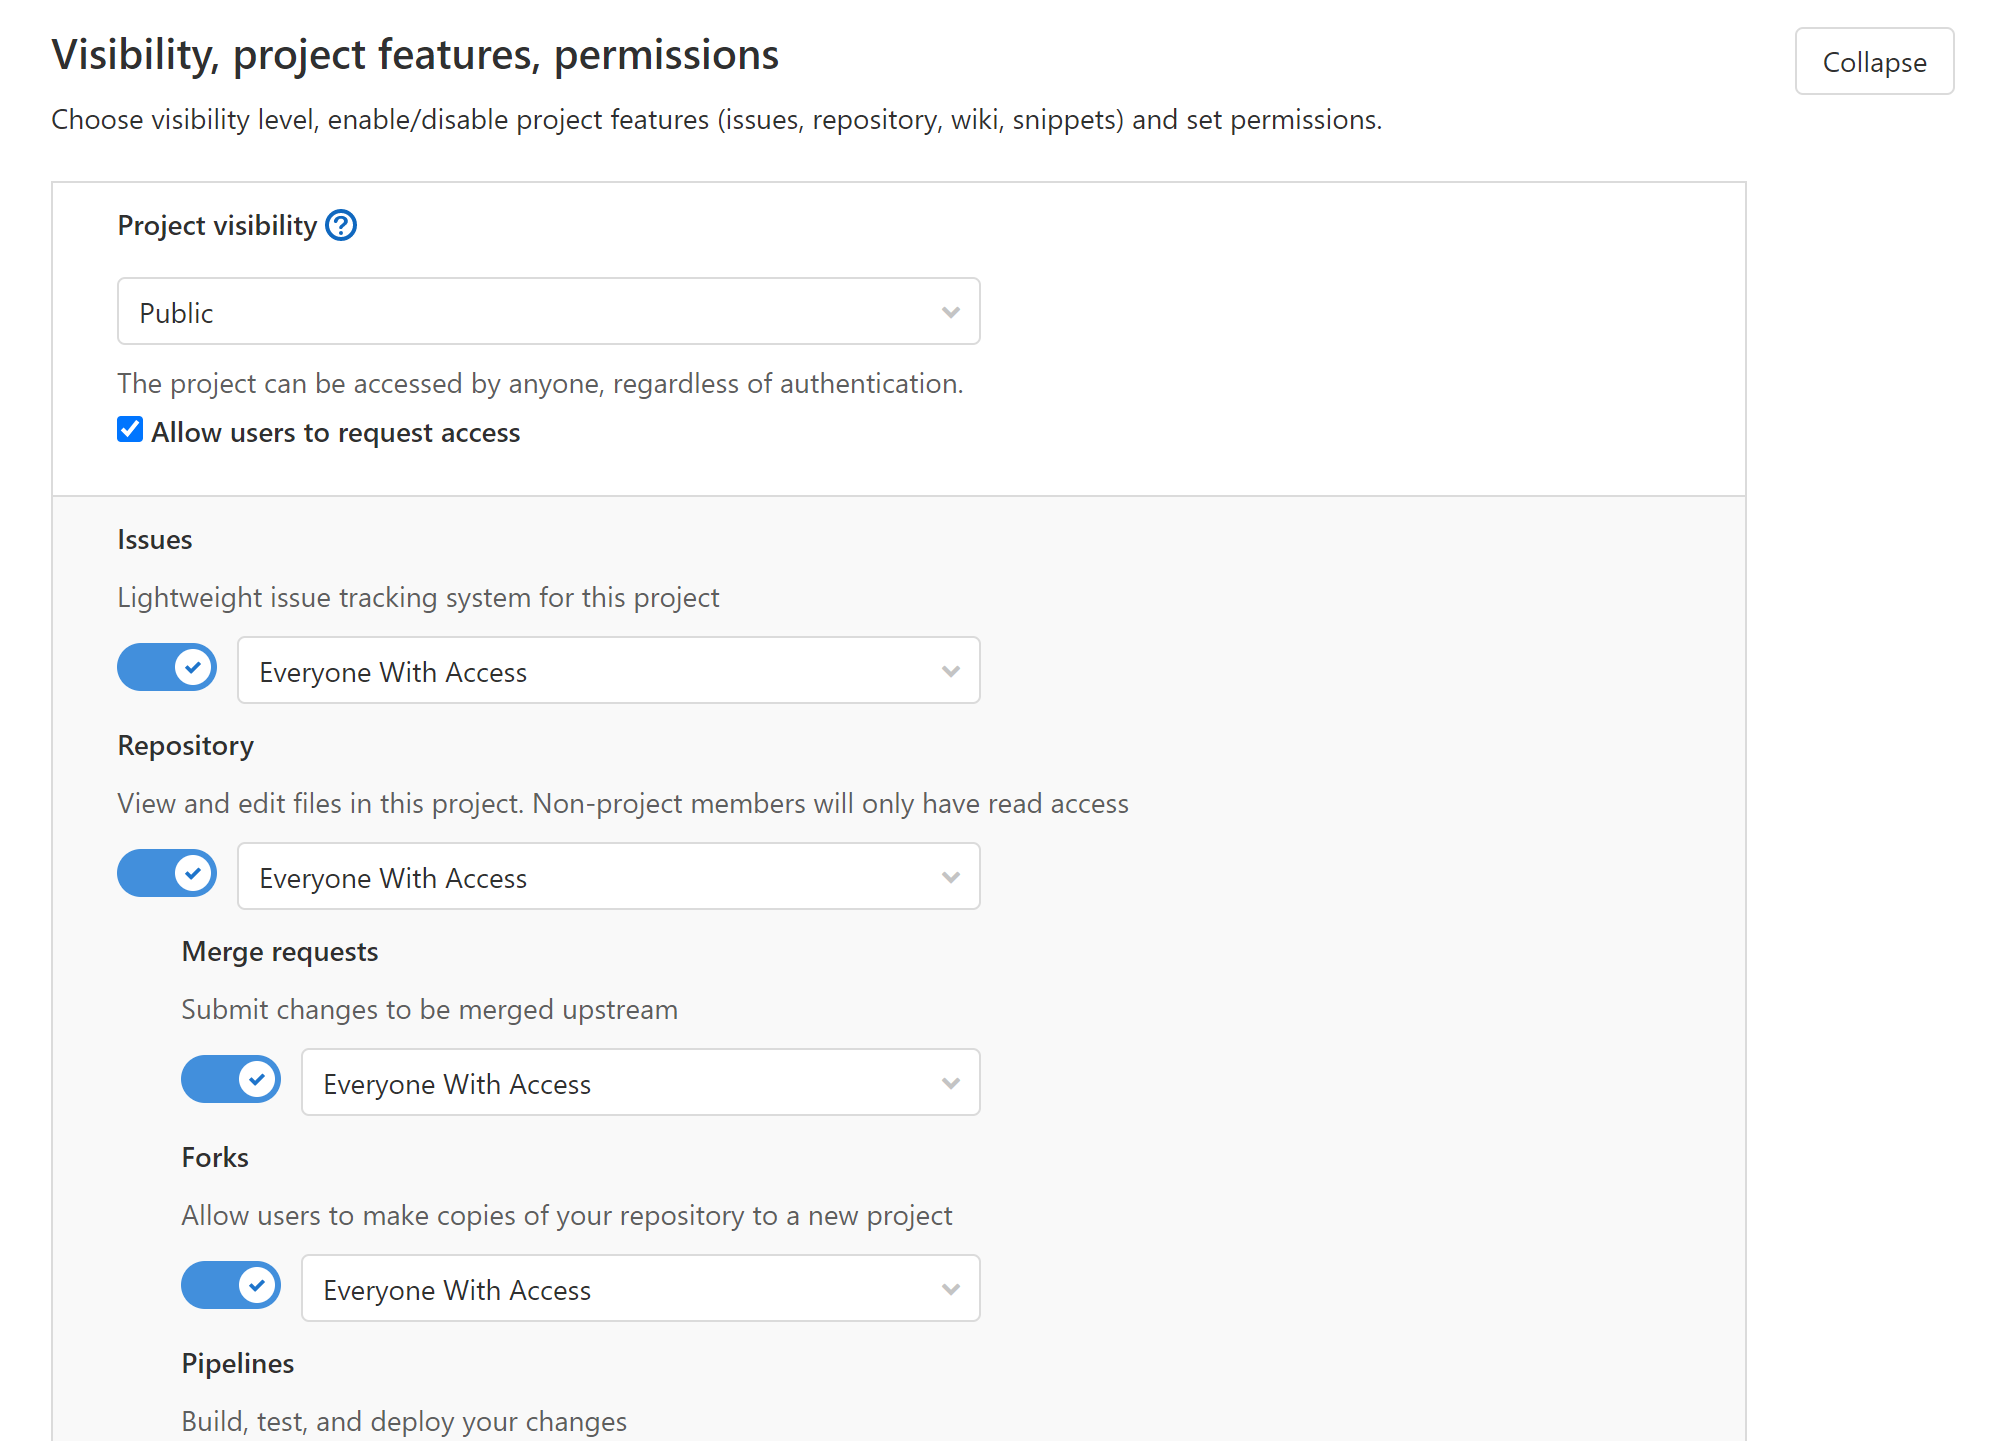 Visibility, project features, permissions
Collapse
Choose visibility level, enable/disable project features (issues, repository, wiki, snippets) and set permissions.
Project visibility
Public
The project can be accessed by anyone, regardless of authentication.
Allow users to request access
Issues
Lightweight issue tracking system for this project
Everyone With Access
Repository
View and edit files in this project. Non-project members will only have read access
Everyone With Access
Merge requests
Submit changes to be merged upstream
Everyone With Access
Forks
Allow users to make copies of your repository to a new project
Everyone With Access
Pipelines
Build, test, and deploy your changes